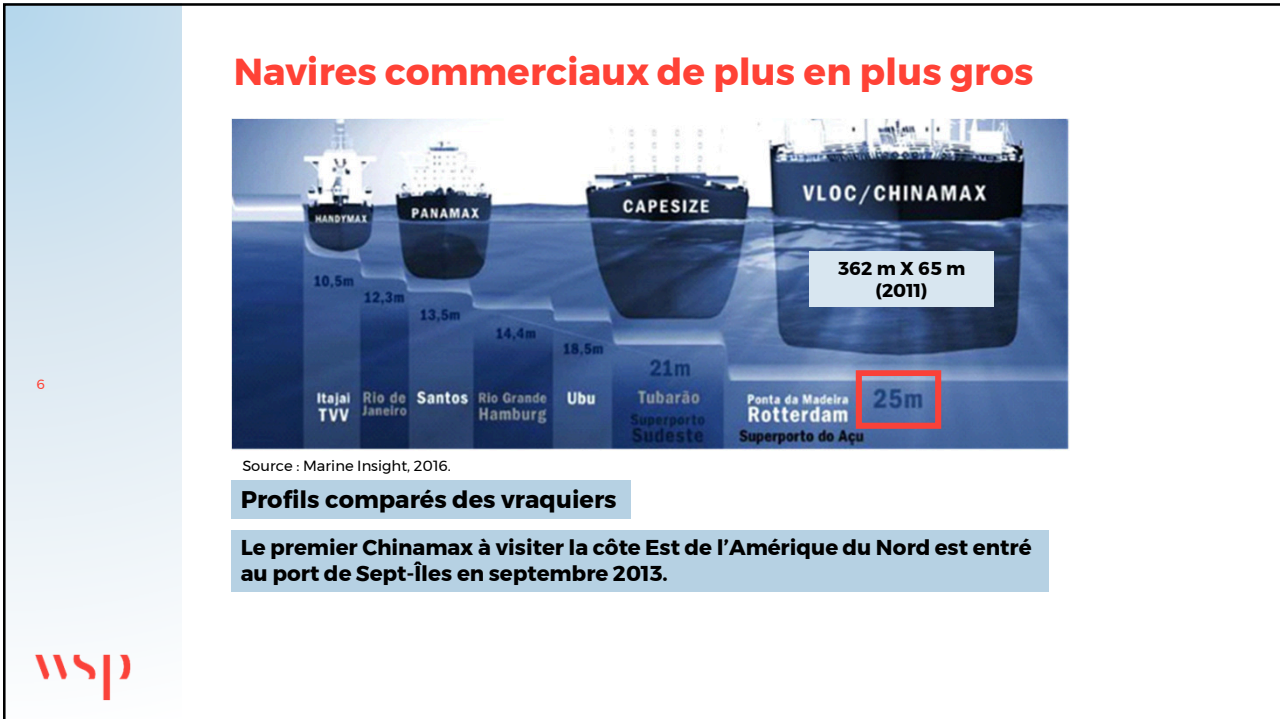 Navires commerciaux de plus en plus gros
HANDYMAX
PANAMAX
CAPESIZE
VLOC/CHINAMAX
362 m X 65 m
(2011)
10,5m
12,3m
13,5m
14,4m
18,5m
21m
25m
Itajai
TVV
Rio de
Janeiro
Santos
Rio Grande
Hamburg
Ubu
Tubarão
Superporto
Sudeste
Ponta da Madeira
Rotterdam
Superporto do Açu
Source : Marine Insight, 2016.
Profils comparés des vraquiers
Le premier Chinamax à visiter la côte Est de l’Amérique du Nord est entré
au port de Sept-Îles en septembre 2013.
6
wsp